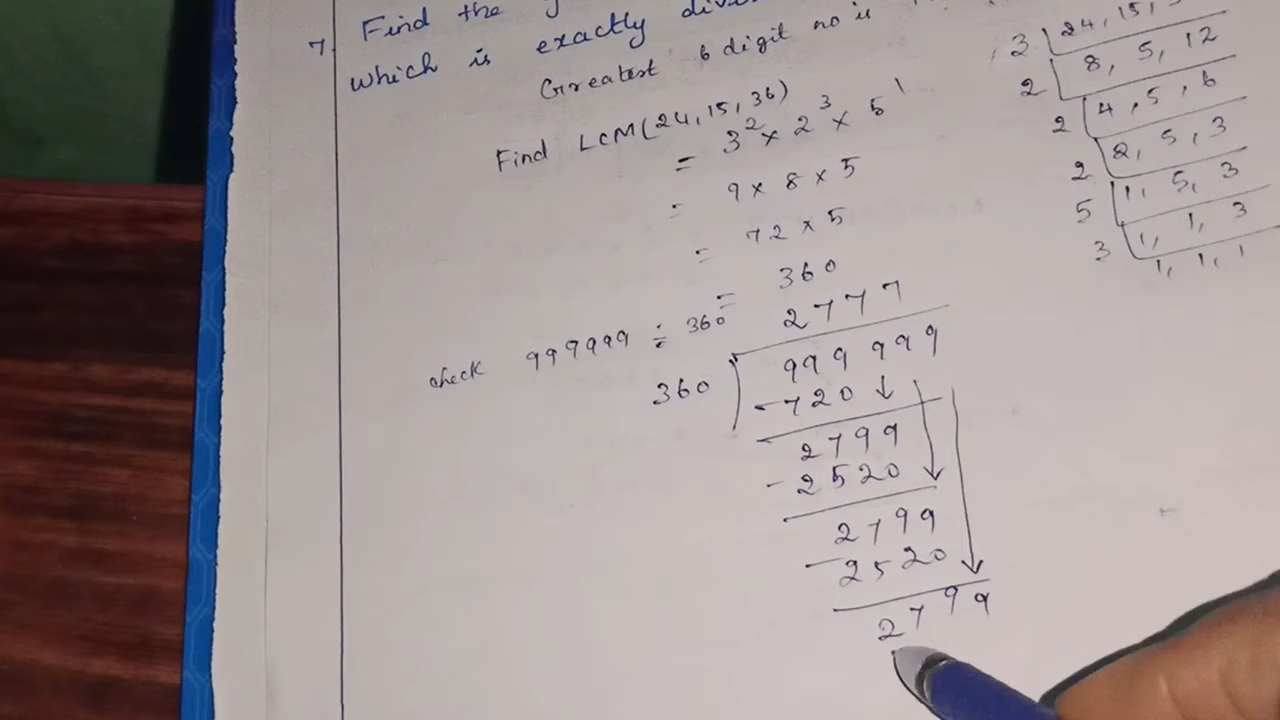 7. Find the
which is exactly
Greatest 6 digit no is
Find LCM(24, 15, 36)
= 3² × 2³ × 5¹
= 9 × 8 × 5
= 72 × 5
= 360
check 999999 ÷ 360
2777
360 999 999
- 720
2799
- 2520
2799
- 2520
2799
3 24, 15,
2 8, 5, 12
2 4, 5, 6
2 2, 5, 3
5 1, 5, 3
3 1, 1, 3
1, 1, 1